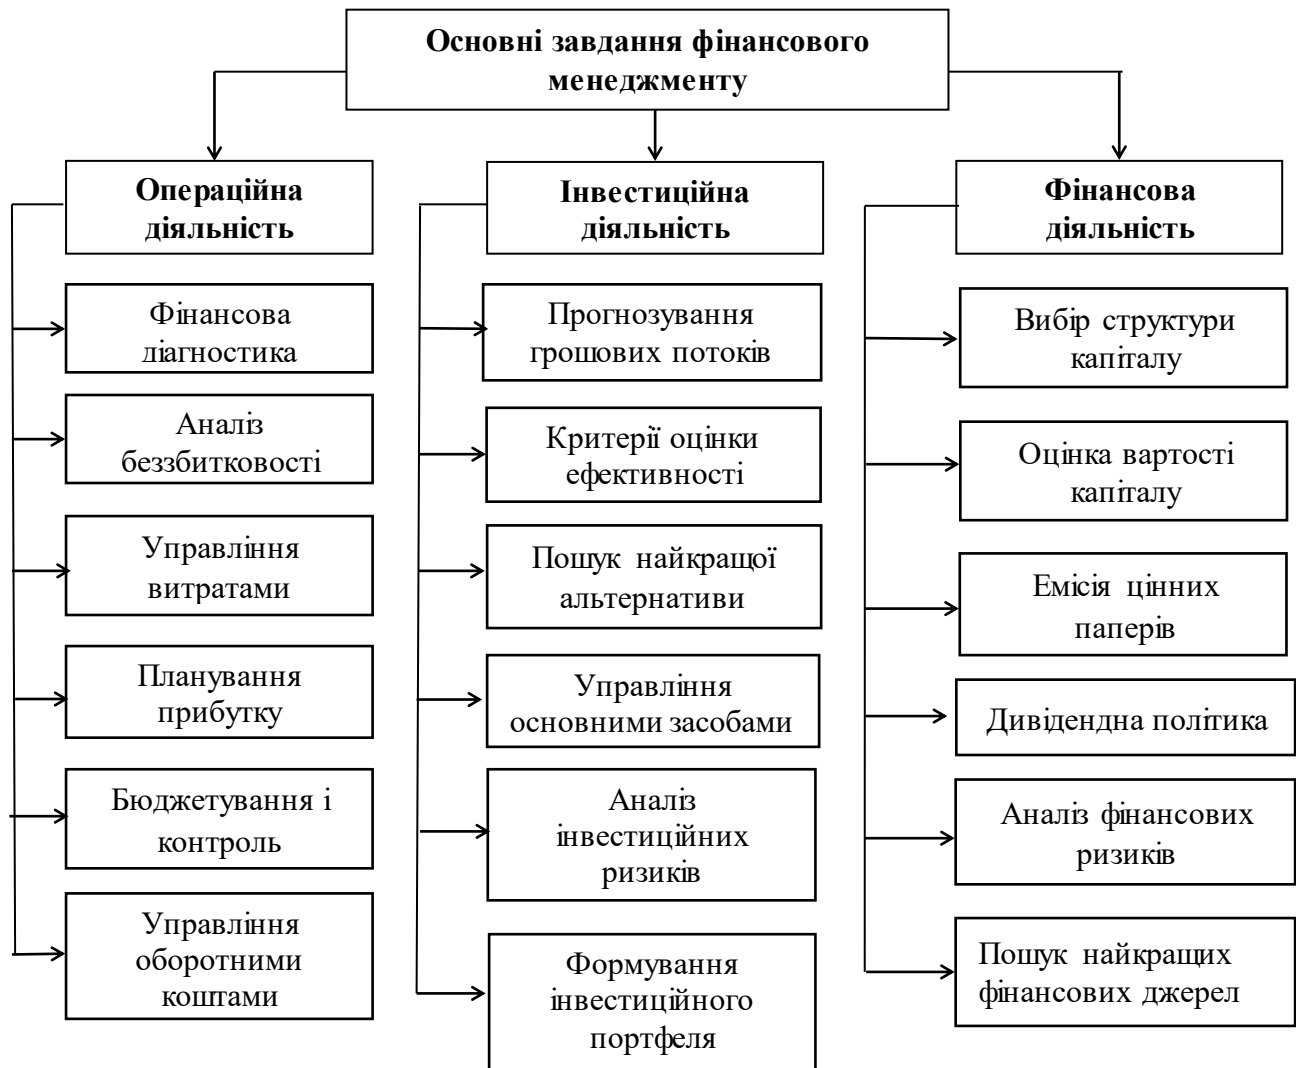 Основні завдання фінансового
менеджменту
Операційна
діяльність
Фінансова
діагностика
Аналіз
беззбитковості
Управління
витратами
Планування
прибутку
Бюджетування і
контроль
Управління
оборотними
коштами
Інвестиційна
діяльність
Прогнозування
грошових потоків
Критерії оцінки
ефективності
Пошук найкращої
альтернативи
Управління
основними засобами
Аналіз
інвестиційних
ризиків
Формування
інвестиційного
портфеля
Фінансова
діяльність
Вибір структури
капіталу
Оцінка вартості
капіталу
Емісія цінних
паперів
Дивідендна політика
Аналіз фінансових
ризиків
Пошук найкращих
фінансових джерел